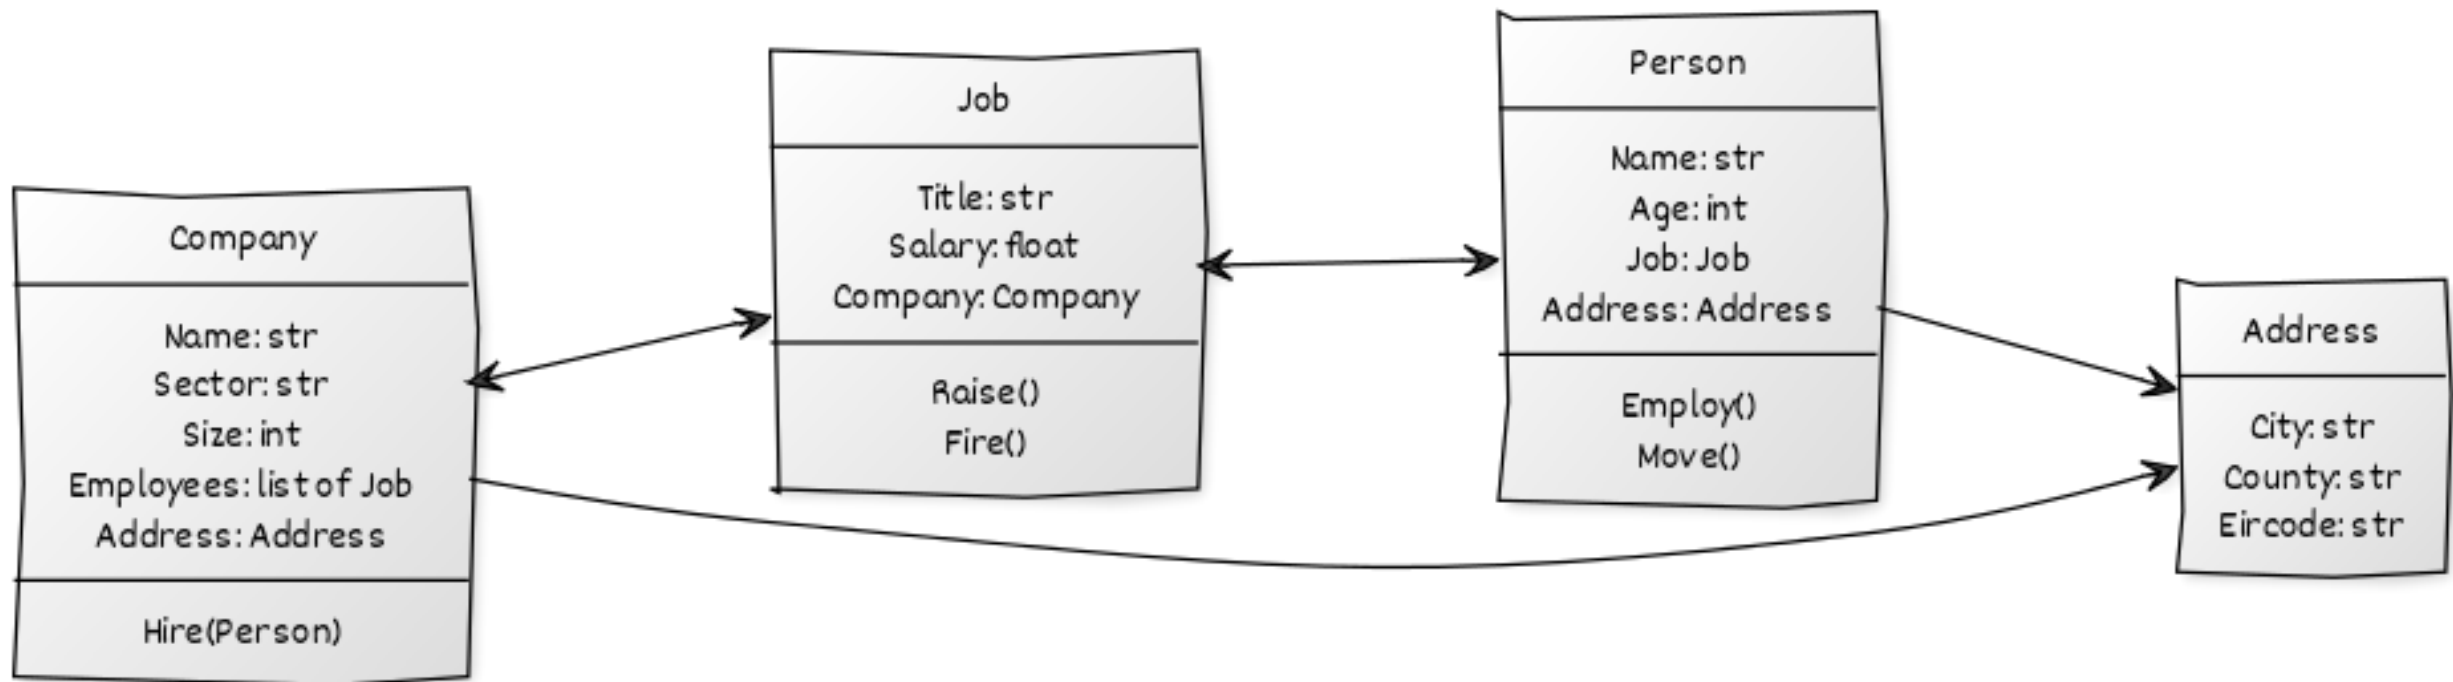 Company
Name: str
Sector: str
Size: int
Employees: list of Job
Address: Address
Hire(Person)
Job
Title: str
Salary: float
Company: Company
Raise()
Fire()
Person
Name: str
Age: int
Job: Job
Address: Address
Employ()
Move()
Address
City: str
County: str
Eircode: str